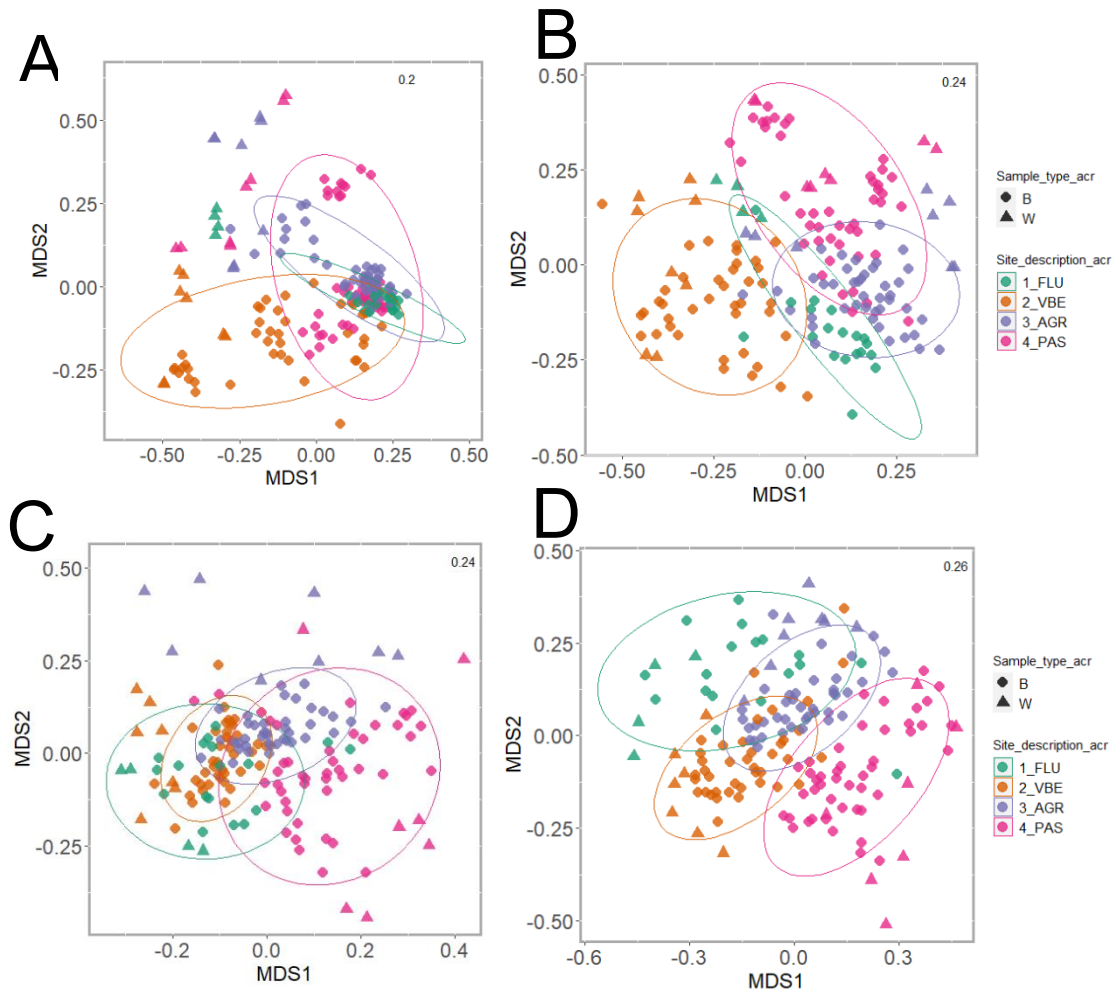 A
0.2
0.50
0.25
0.00
-0.25
MDS2
-0.50
-0.25
0.00
0.25
0.50
MDS1
B
0.24
0.50
0.25
0.00
-0.25
-0.50
MDS2
-0.50
-0.25
0.00
0.25
MDS1
Sample_type_acr
B
W
Site_description_acr
1_FLU
2_VBE
3_AGR
4_PAS
C
0.24
0.50
0.25
0.00
-0.25
MDS2
-0.2
0.0
0.2
0.4
MDS1
D
0.26
0.50
0.25
0.00
-0.25
-0.50
MDS2
-0.6
-0.3
0.0
0.3
MDS1
Sample_type_acr
B
W
Site_description_acr
1_FLU
2_VBE
3_AGR
4_PAS